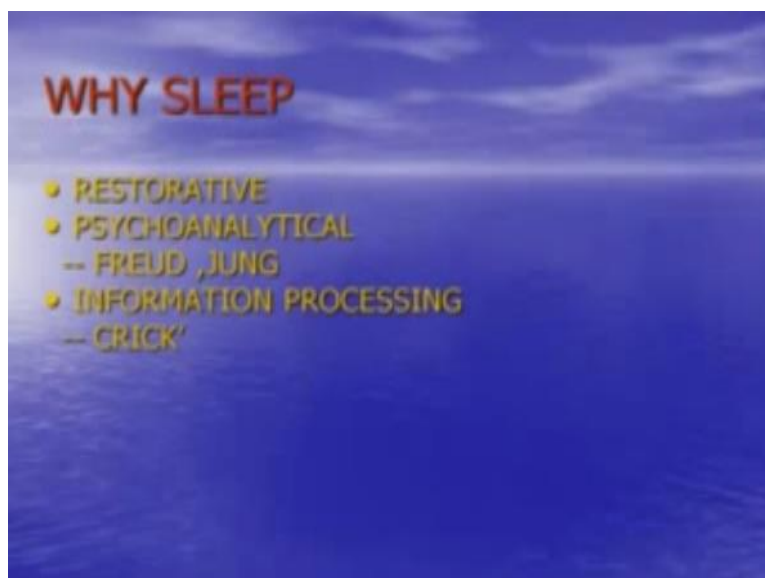 WHY SLEEP
• RESTORATIVE
• PSYCHOANALYTICAL
-- FREUD ,JUNG
• INFORMATION PROCESSING
-- CRICK'